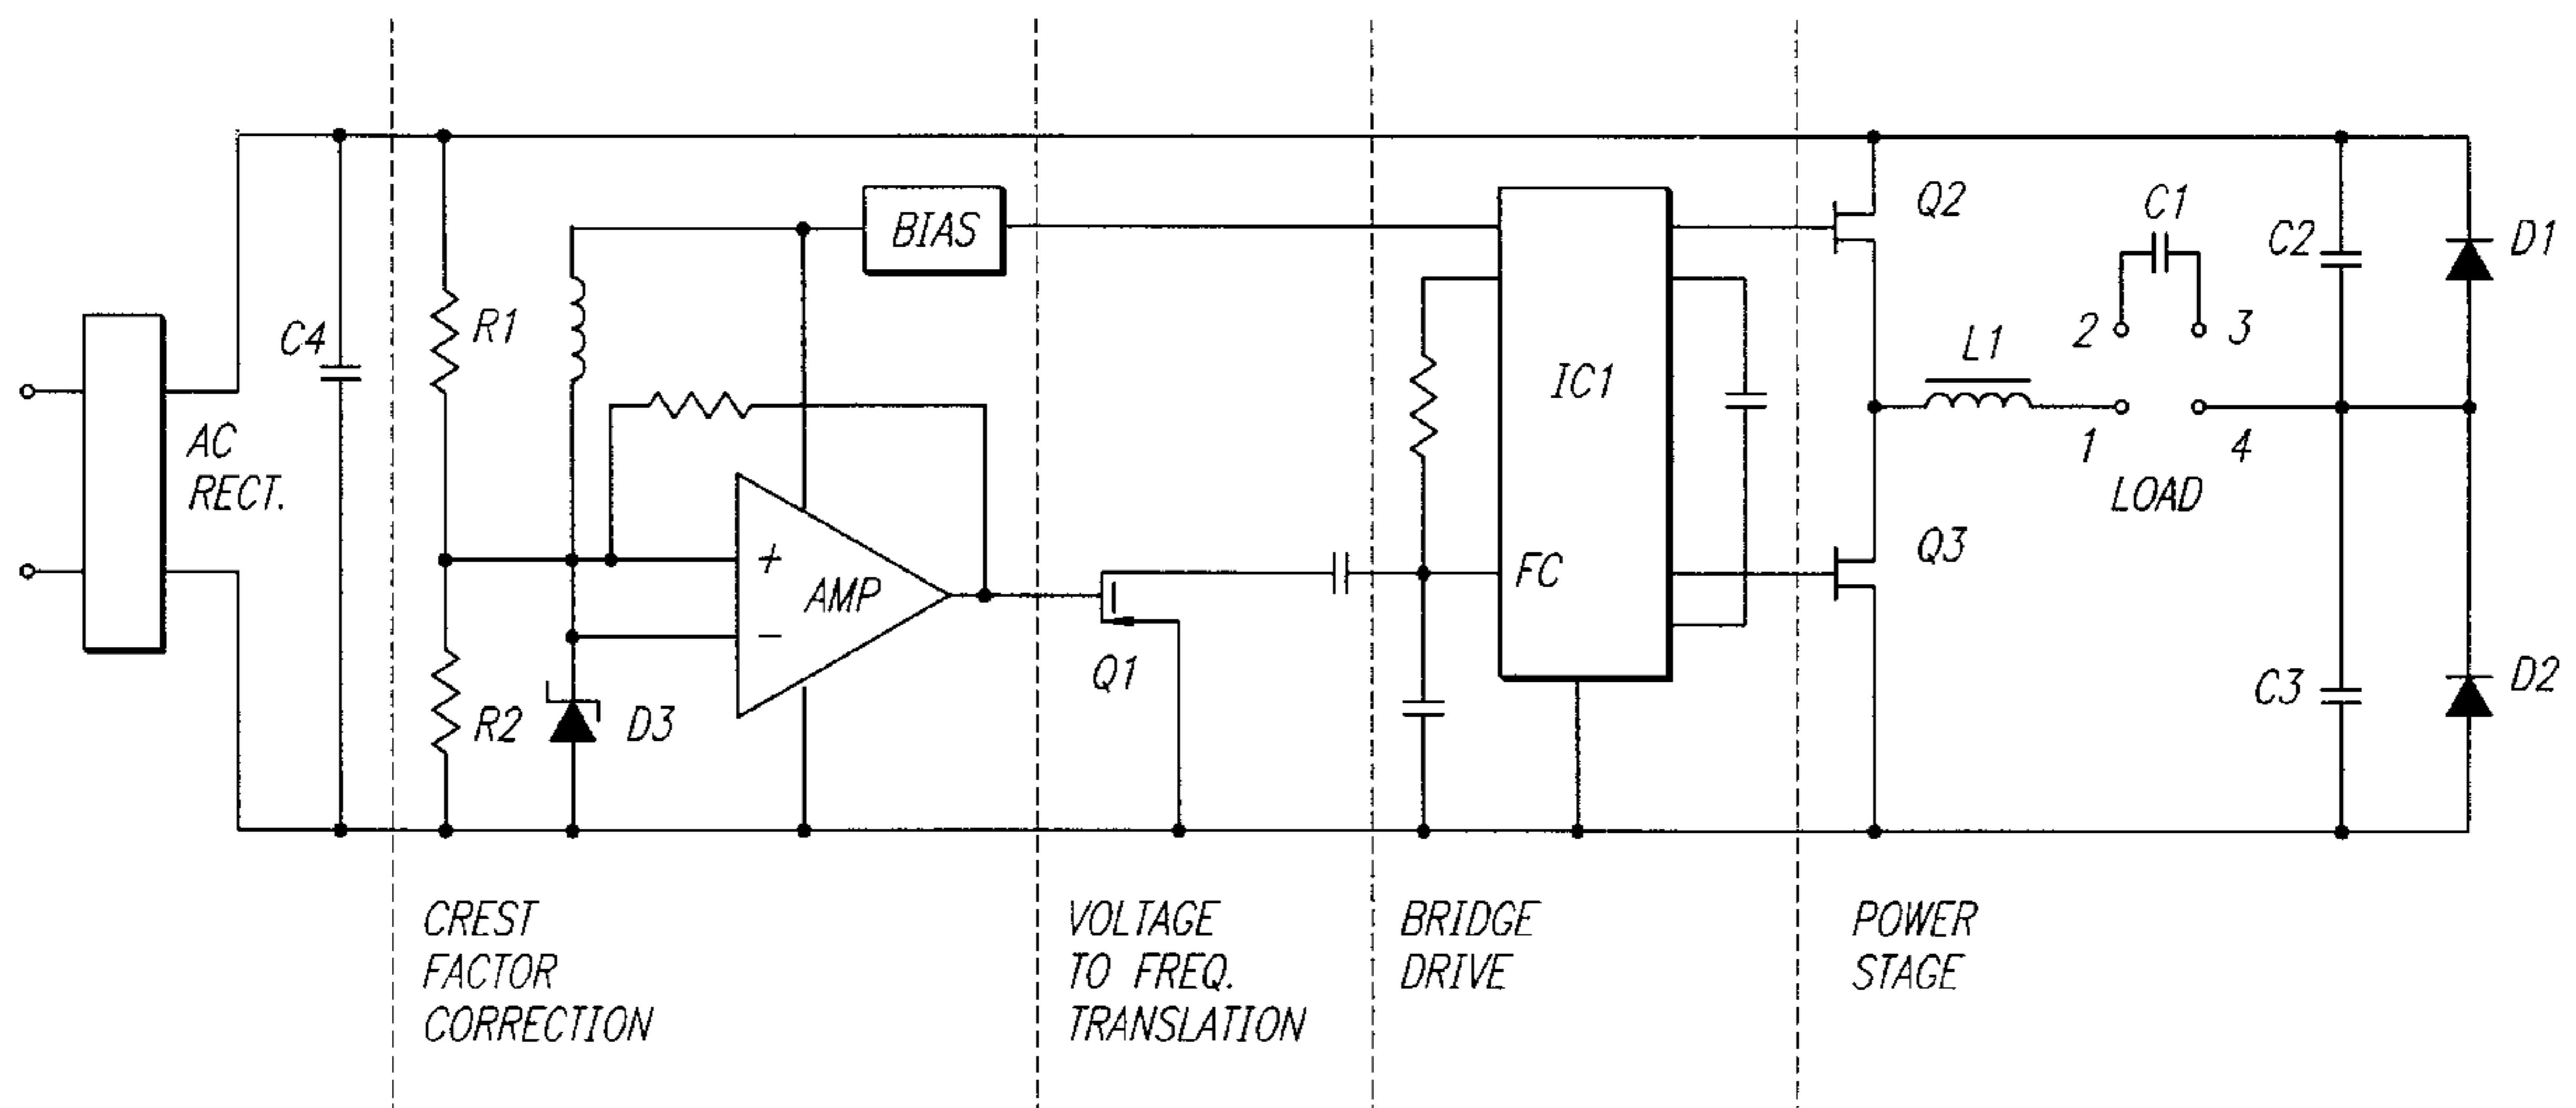 AC
RECT.
C4
R1
R2
D3
BIAS
+
AMP
−
Q1
IC1
FC
Q2
Q3
L1
C1
2
3
1
4
LOAD
C2
C3
D1
D2
CREST
FACTOR
CORRECTION
VOLTAGE
TO FREQ.
TRANSLATION
BRIDGE
DRIVE
POWER
STAGE